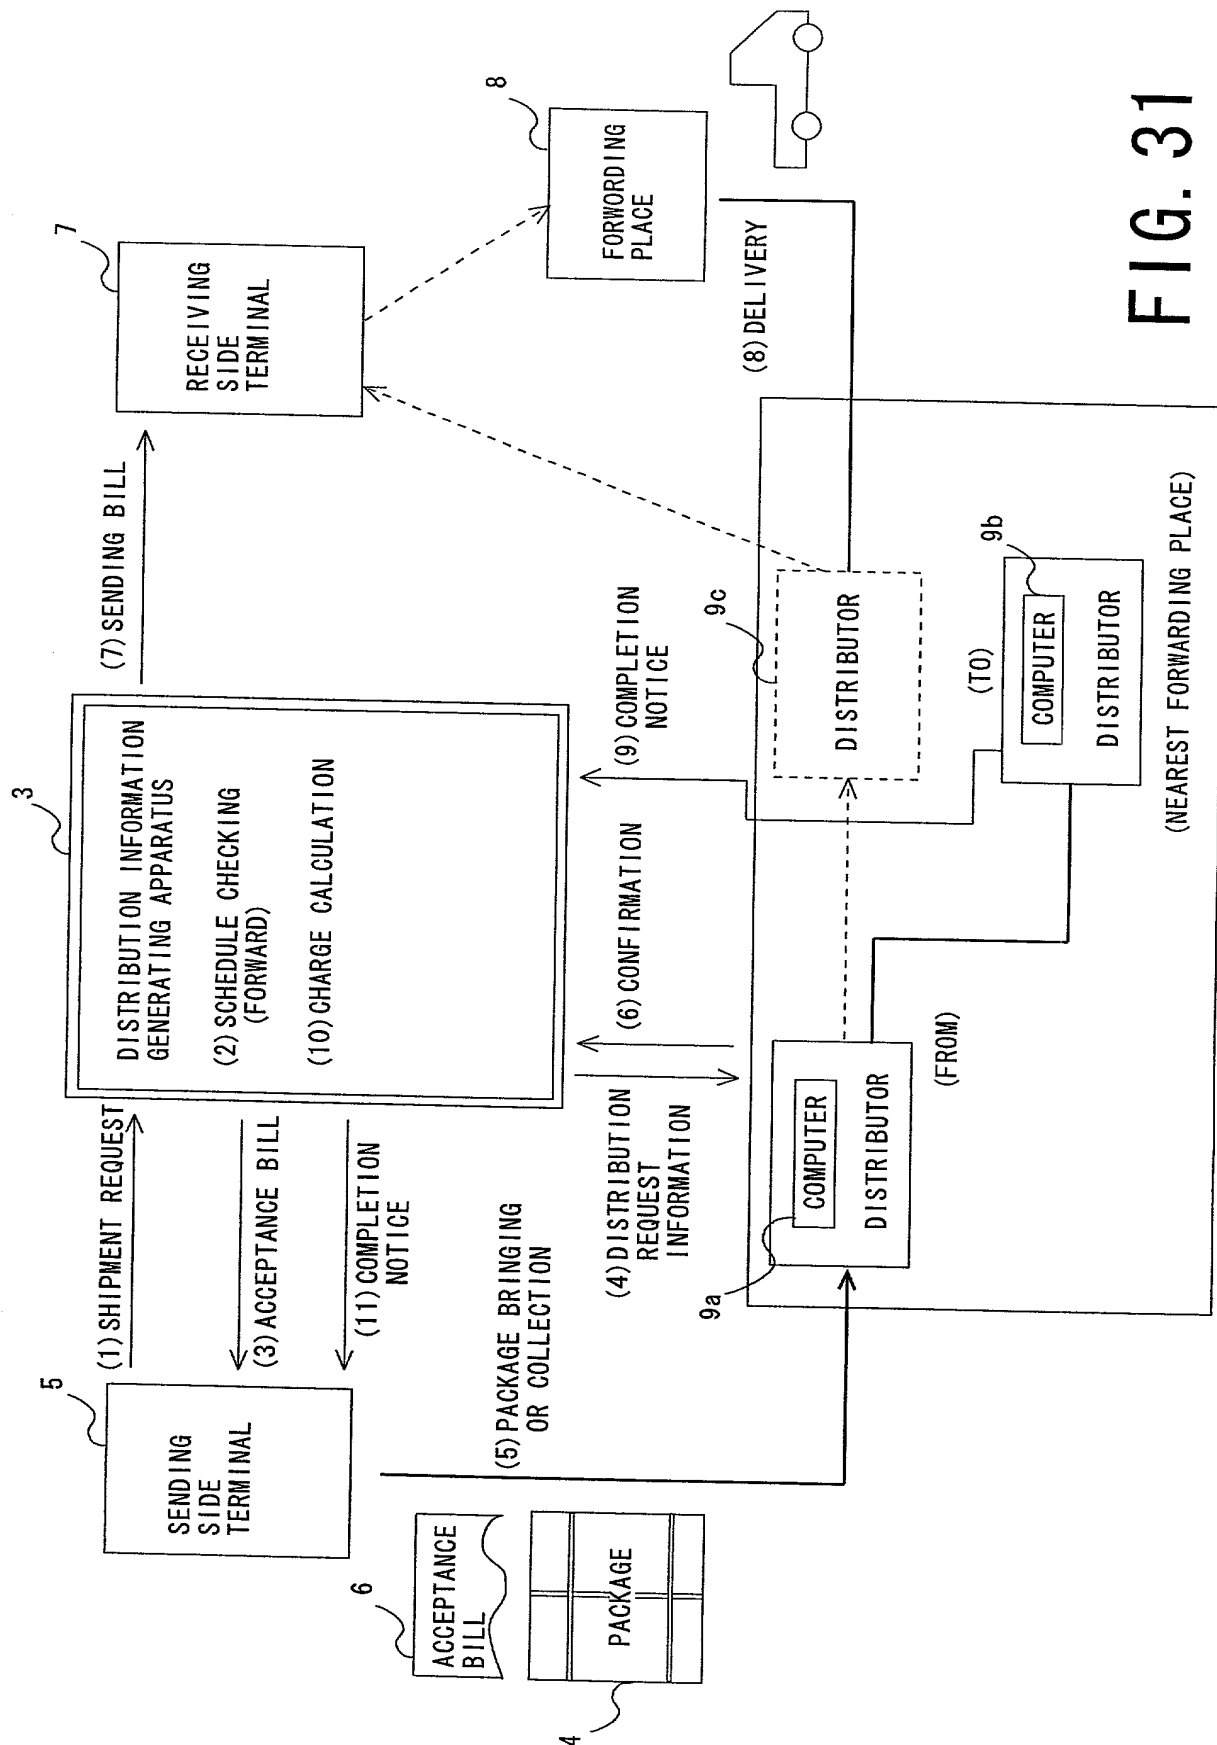 3
DISTRIBUTION INFORMATION
GENERATING APPARATUS
(2) SCHEDULE CHECKING
(FORWARD)
(10) CHARGE CALCULATION
5
SENDING
SIDE
TERMINAL
(1) SHIPMENT REQUEST
(3) ACCEPTANCE BILL
(11) COMPLETION
NOTICE
(7) SENDING BILL
7
RECEIVING
SIDE
TERMINAL
6
ACCEPTANCE
BILL
4
PACKAGE
(5) PACKAGE BRINGING
OR COLLECTION
(4) DISTRIBUTION
REQUEST
INFORMATION
(6) CONFIRMATION
(9) COMPLETION
NOTICE
8
FORWORDING
PLACE
(8) DELIVERY
9a
COMPUTER
DISTRIBUTOR
(FROM)
9c
DISTRIBUTOR
(TO)
9b
COMPUTER
DISTRIBUTOR
(NEAREST FORWARDING PLACE)
FIG. 31